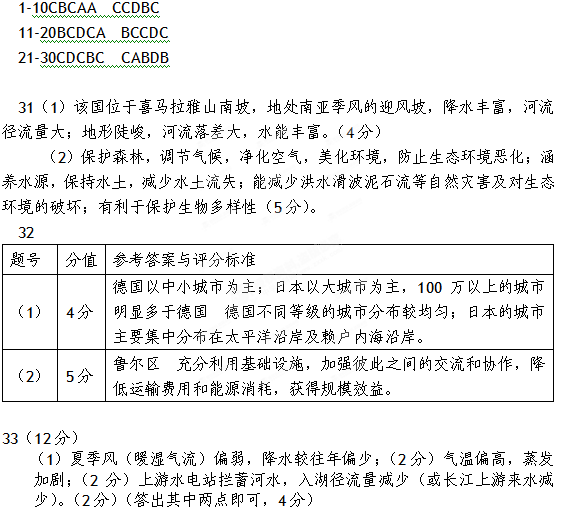 1-10CBCAA CCDBC
11-20BCDCA BCCDC
21-30CDCBC CABDB
31（1）该国位于喜马拉雅山南坡，地处南亚季风的迎风坡，降水丰富，河流
径流量大；地形陡峻，河流落差大，水能丰富。（4分）
（2）保护森林，调节气候，净化空气，美化环境，防止生态环境恶化；涵
养水源，保持水土，减少水土流失；能减少洪水滑波泥石流等自然灾害及对生态
环境的破坏；有利于保护生物多样性（5分）。
32
题号 分值 参考答案与评分标准
（1） 4分 德国以中小城市为主；日本以大城市为主，100 万以上的城市
明显多于德国 德国不同等级的城市分布较均匀；日本的城市
主要集中分布在太平洋沿岸及赖户内海沿岸。
（2） 5分 鲁尔区 充分利用基础设施，加强彼此之间的交流和协作，降
低运输费用和能源消耗，获得规模效益。
33（12分）
（1）夏季风（暖湿气流）偏弱，降水较往年偏少；（2分）气温偏高，蒸发
加剧；（2 分）上游水电站拦蓄河水，入湖径流量减少（或长江上游来水减
少）。（2分）（答出其中两点即可，4分）